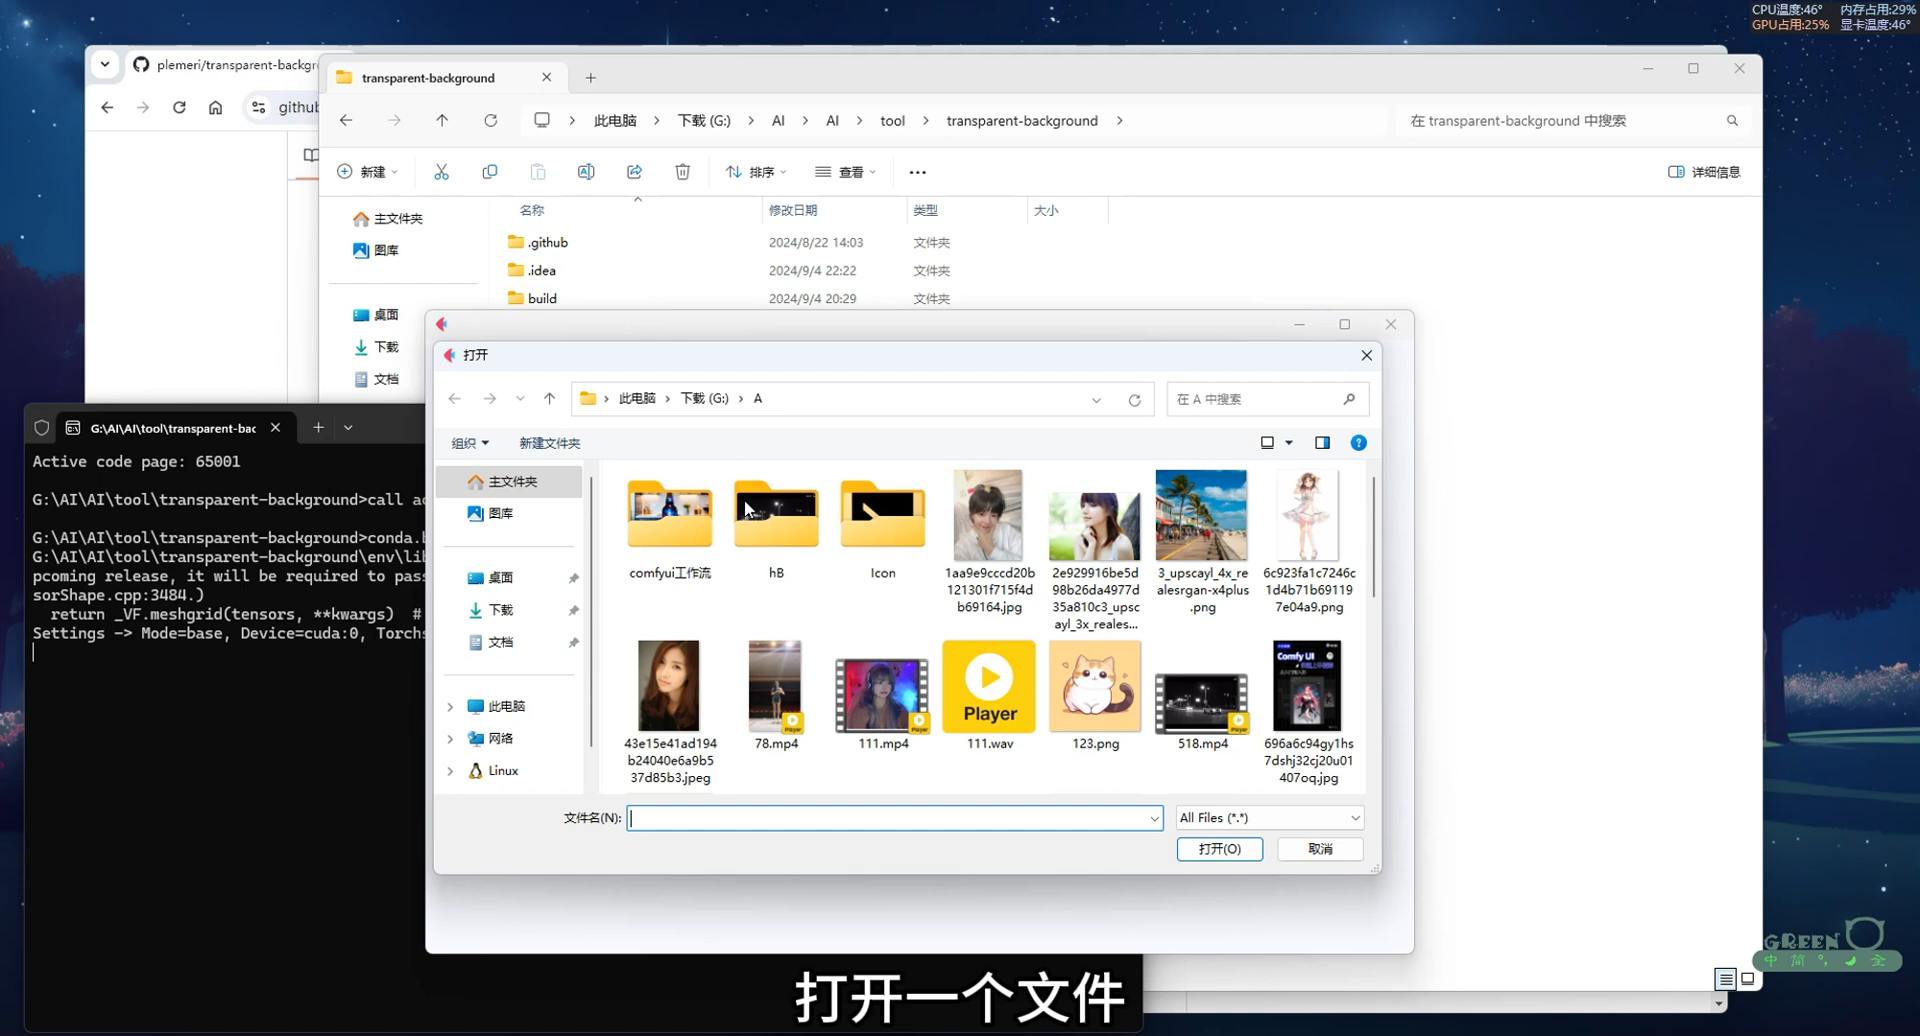 CPU温度:46° 内存占用:29%
GPU占用:25% 显卡温度:46°
plemeri/transparent-backgr
github
transparent-background
此电脑 下载 (G:) AI AI tool transparent-background
在 transparent-background 中搜索
新建 排序 查看 详细信息
名称 修改日期 类型 大小
主文件夹
图库
桌面
下载
文档
.github 2024/8/22 14:03 文件夹
.idea 2024/9/4 22:22 文件夹
build 2024/9/4 20:29 文件夹
G:\AI\AI\tool\transparent-bac
Active code page: 65001
G:\AI\AI\tool\transparent-background>call ac
G:\AI\AI\tool\transparent-background>conda.b
G:\AI\AI\tool\transparent-background\env\lib
pcoming release, it will be required to pass
sorShape.cpp:3484.)
return _VF.meshgrid(tensors, **kwargs) #
Settings -> Mode=base, Device=cuda:0, Torchs
打开
此电脑 下载 (G:) A
在 A 中搜索
组织 新建文件夹
主文件夹
图库
桌面
下载
文档
此电脑
网络
Linux
comfyui工作流
hB
Icon
1aa9e9cccd20b
121301f715f4d
b69164.jpg
2e929916be5d
98b26da4977d
35a810c3_upsc
ayl_3x_reales...
3_upscayl_4x_re
alesrgan-x4plus
.png
6c923fa1c7246c
1d4b71b69119
7e04a9.png
Player
Comfy UI
43e15e41ad194
b24040e6a9b5
37d85b3.jpeg
78.mp4
111.mp4
111.wav
123.png
518.mp4
696a6c94gy1hs
7dshj32cj20u01
407oq.jpg
文件名(N):
All Files (*.*)
打开(O)
取消
GREEN
中 简 °, 全
打开一个文件